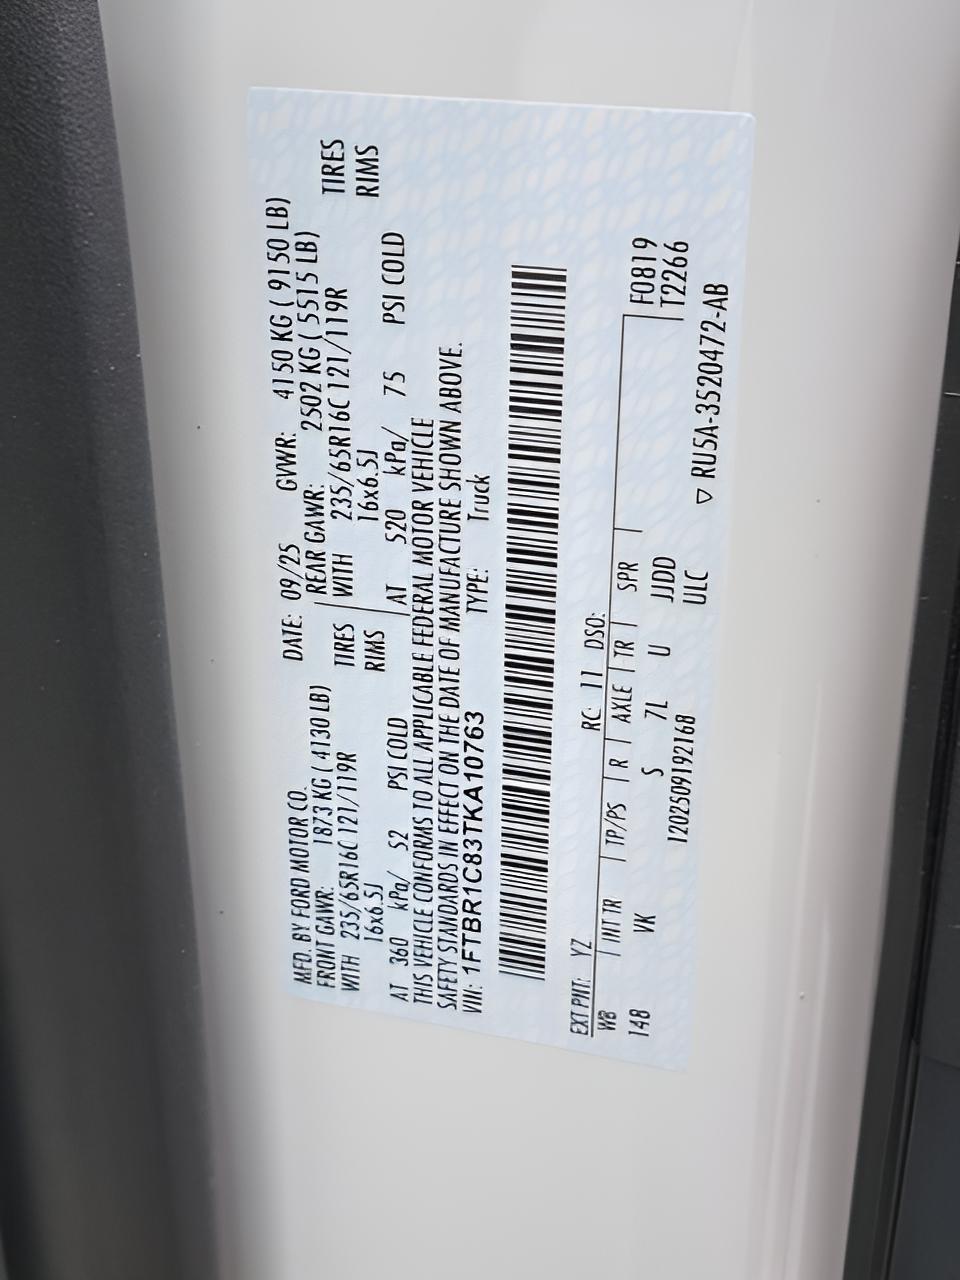 MFD. BY FORD MOTOR CO. DATE: 09/25 GVWR: 4150 KG ( 9150 LB)
FRONT GAWR: 1873 KG ( 4130 LB) REAR GAWR: 2502 KG ( 5515 LB)
WITH 235/65R16C 121/119R TIRES WITH 235/65R16C 121/119R TIRES
16x6.5J RIMS 16x6.5J RIMS
AT 360 kPa/ 52 PSI COLD AT 520 kPa/ 75 PSI COLD
THIS VEHICLE CONFORMS TO ALL APPLICABLE FEDERAL MOTOR VEHICLE
SAFETY STANDARDS IN EFFECT ON THE DATE OF MANUFACTURE SHOWN ABOVE.
VIN: 1FTBR1C83TKA10763 TYPE: Truck
EXT PNT: YZ RC: 11 DSO:
WB INT TR TP/PS R AXLE TR SPR F0819
148 VK S 7L U JJDD T2266
12025091921​68 ULC
▽ RU5A-3520472-AB